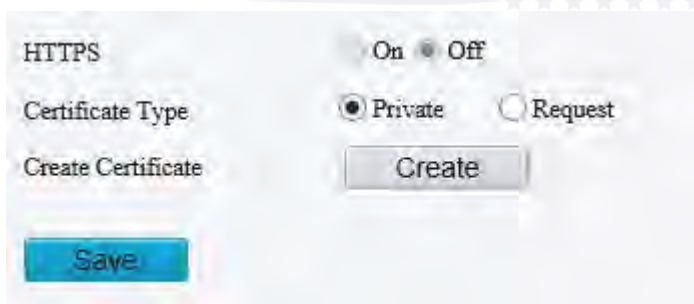 HTTPS On Off
Certificate Type Private Request
Create Certificate Create
Save